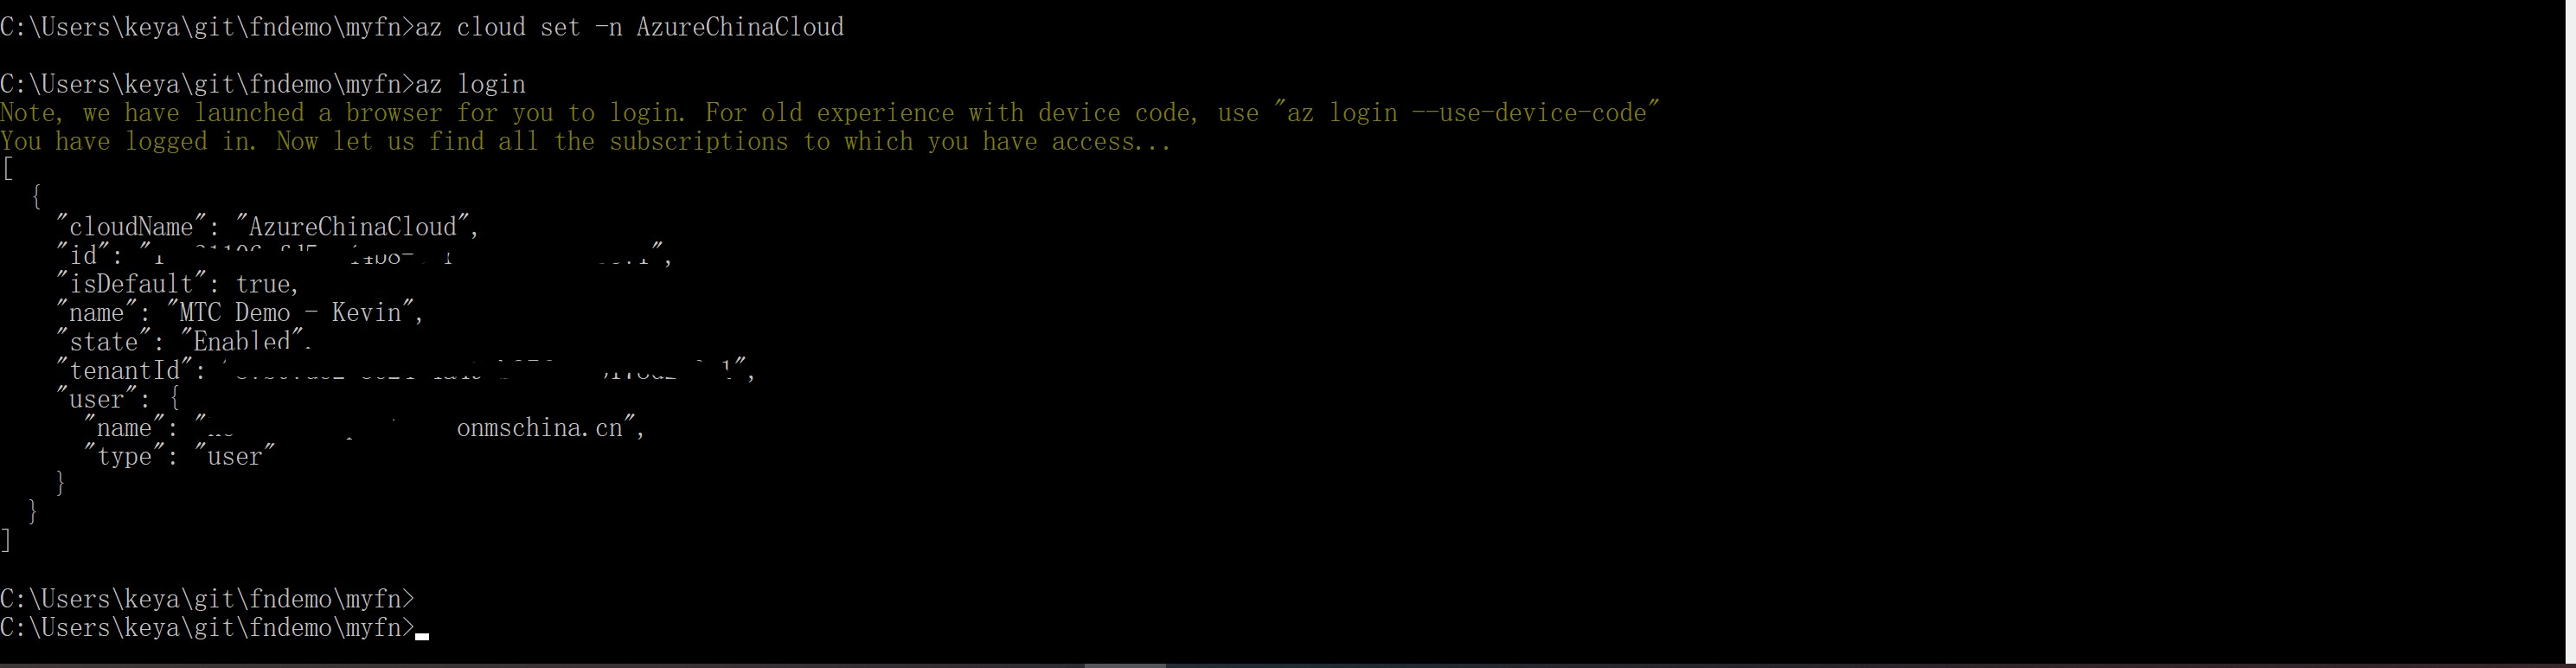 C:\Users\keya\git\fndemo\myfn>az cloud set -n AzureChinaCloud
C:\Users\keya\git\fndemo\myfn>az login
Note, we have launched a browser for you to login. For old experience with device code, use "az login --use-device-code"
You have logged in. Now let us find all the subscriptions to which you have access...
[
{
"cloudName": "AzureChinaCloud",
"id": "
"isDefault": true,
"name": "MTC Demo - Kevin",
"state": "Enabled",
"tenantId":
"user": {
"name": " onmschina.cn",
"type": "user"
}
}
]
C:\Users\keya\git\fndemo\myfn>
C:\Users\keya\git\fndemo\myfn>